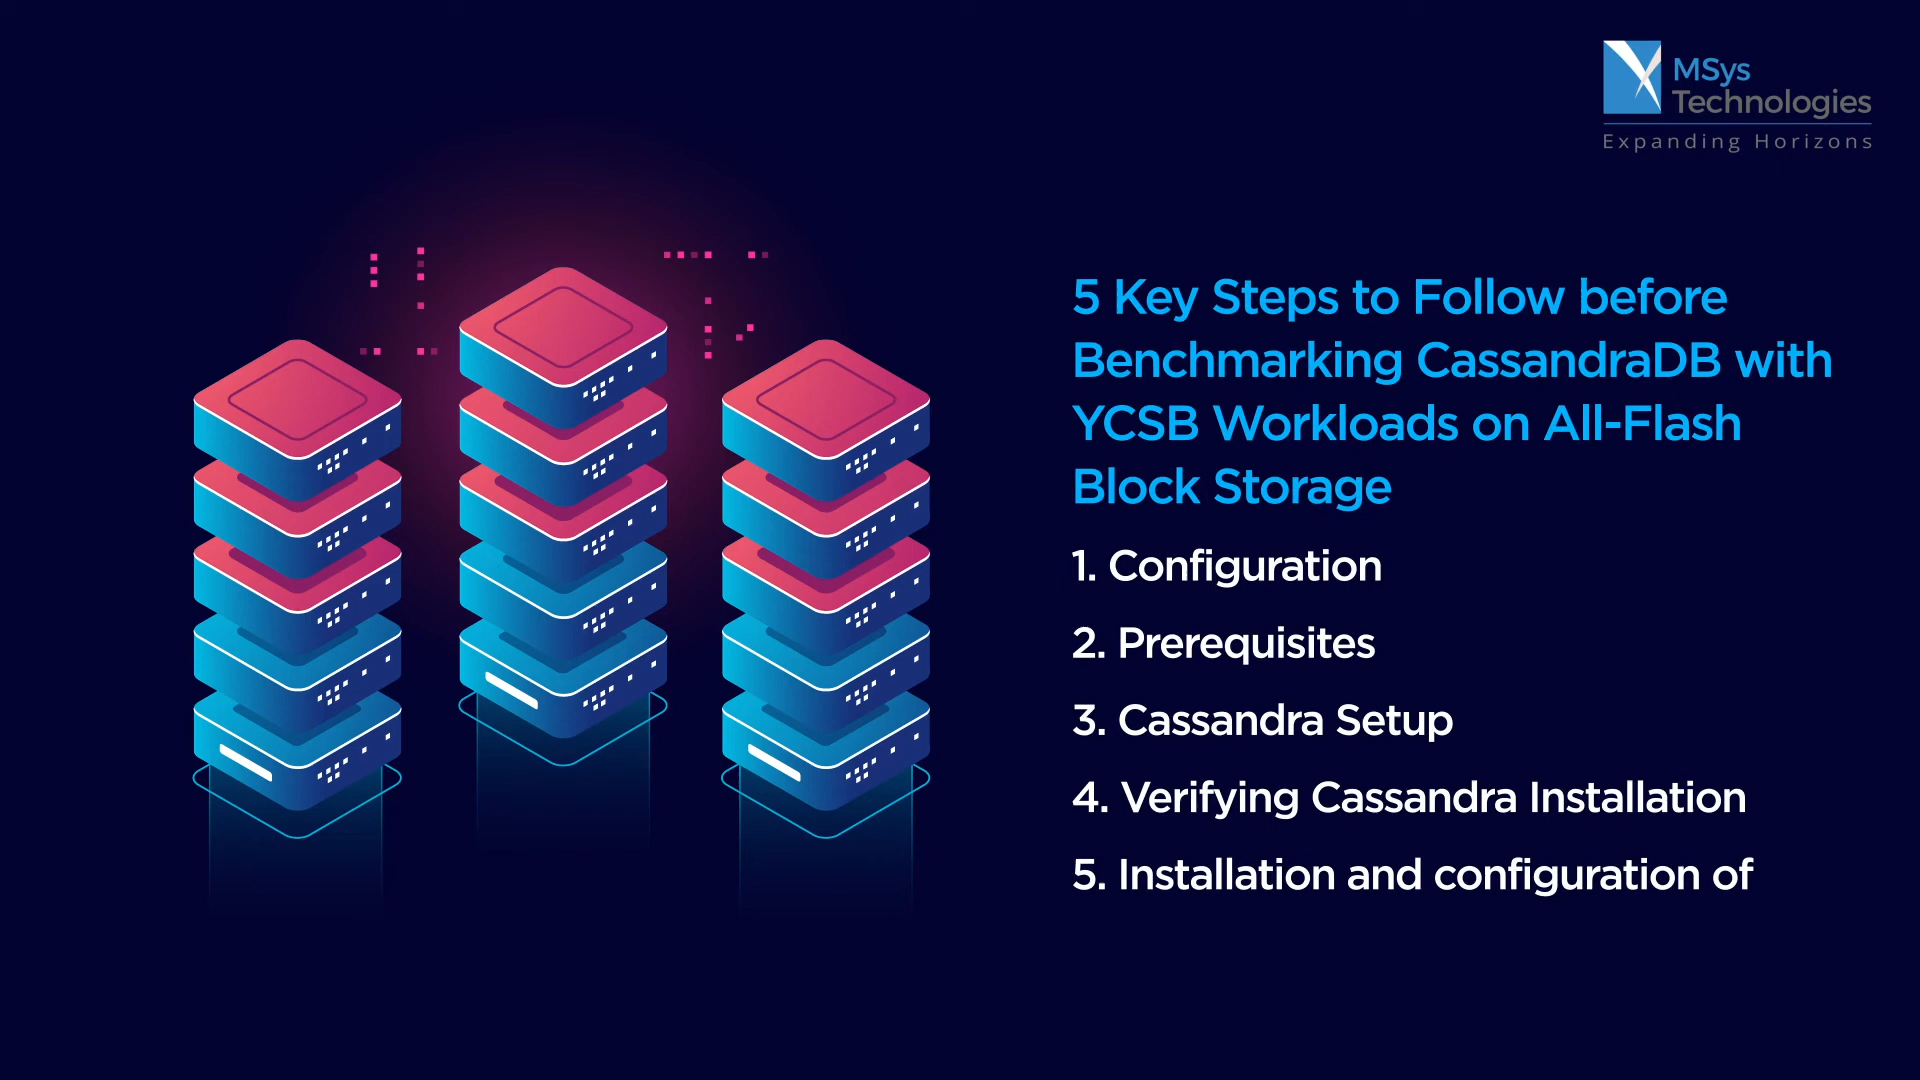 MSys
Technologies
Expanding Horizons
5 Key Steps to Follow before
Benchmarking CassandraDB with
YCSB Workloads on All-Flash
Block Storage
1. Configuration
2. Prerequisites
3. Cassandra Setup
4. Verifying Cassandra Installation
5. Installation and configuration of